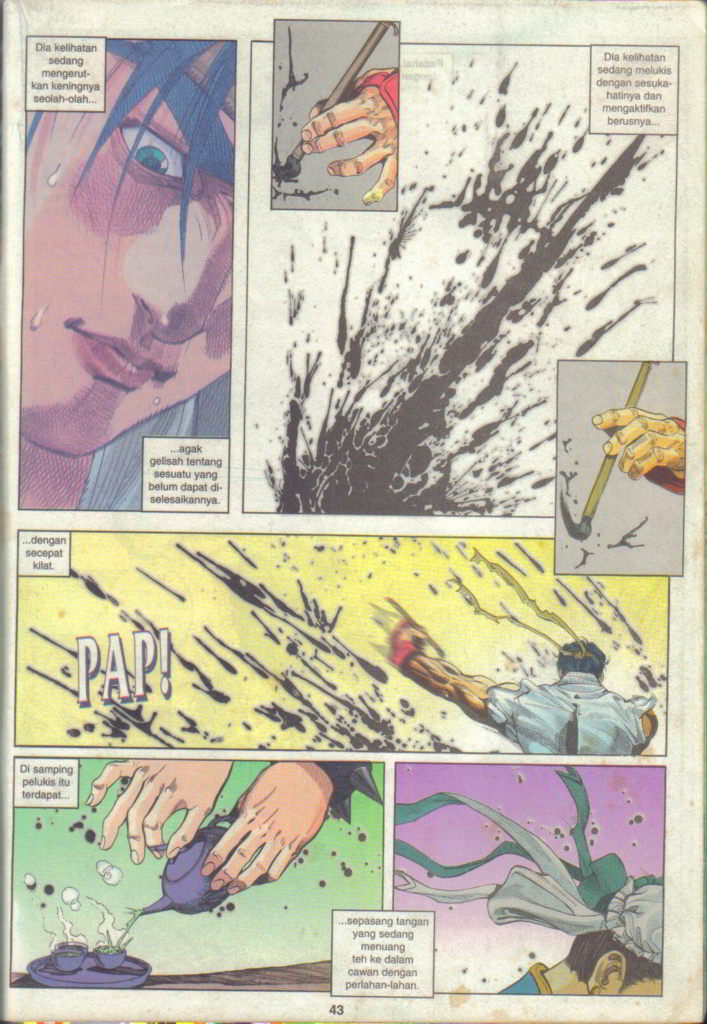 Dia kelihatan
sedang
mengerut-
kan keningnya
seolah-olah...
...agak
gelisah tentang
sesuatu yang
belum dapat di-
selesaikannya.
Dia kelihatan
sedang melukis
dengan sesuka-
hatinya dan
mengaktifkan
berusnya...
...dengan
secepat
kilat.
PAP!
Di samping
pelukis itu
terdapat...
...sepasang tangan
yang sedang
menuang
teh ke dalam
cawan dengan
perlahan-lahan.
43